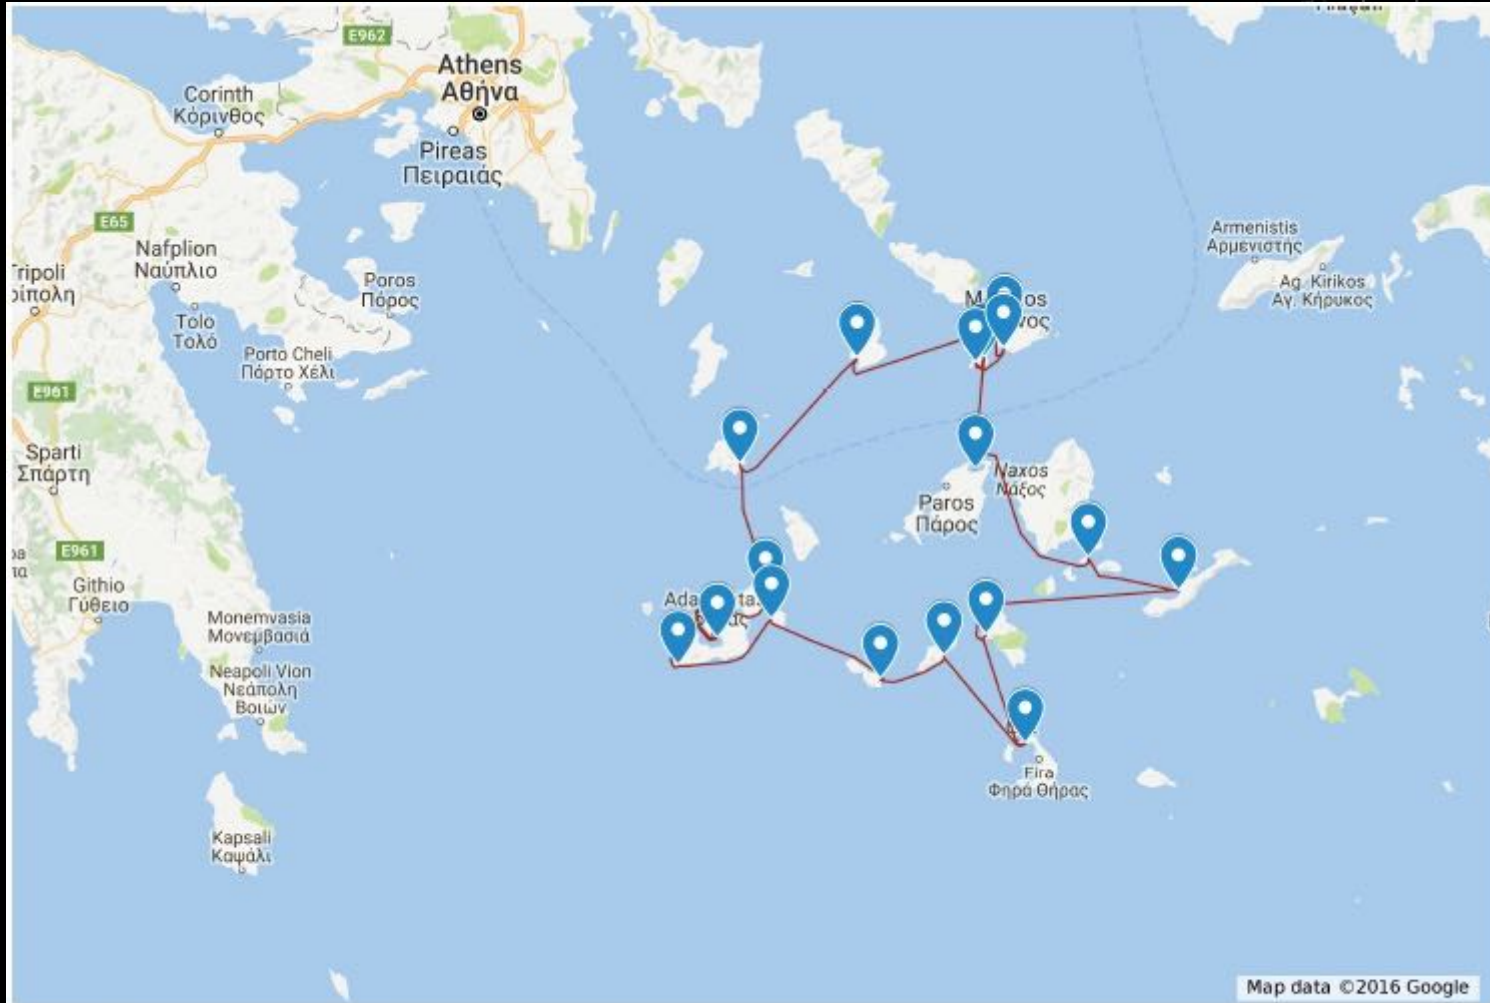 E962
Athens
Αθήνα
Corinth
Κόρινθος
Pireas
Πειραιάς
E65
Nafplion
Ναύπλιο
Poros
Πόρος
Tolo
Τολό
Porto Cheli
Πόρτο Χέλι
E961
Sparti
Σπάρτη
E961
Githio
Γύθειο
Monemvasia
Μονεμβασιά
Neapoli Vion
Νεάπολη
Βοιών
Kapsali
Καψάλι
Armenistis
Αρμενιστής
Ag. Kirikos
Αγ. Κήρυκος
Naxos
Νάξος
Paros
Πάρος
Fira
Φηρά Θήρας
Map data ©2016 Google